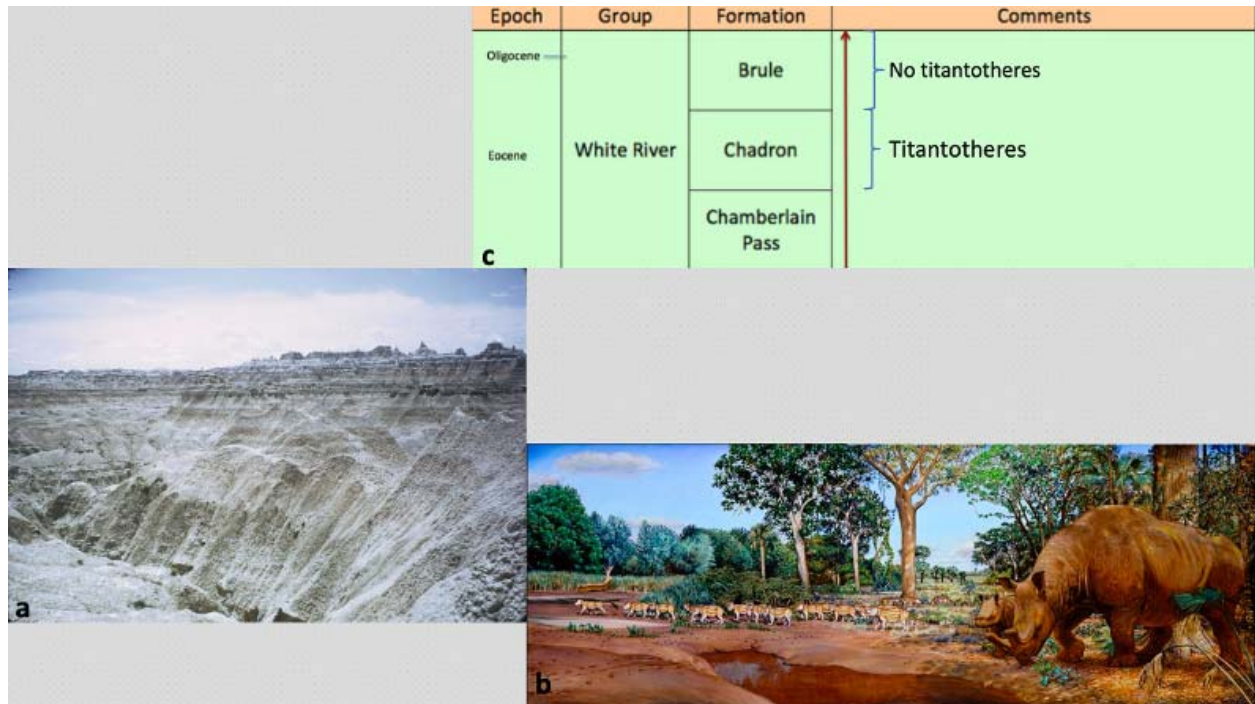 Epoch Group Formation Comments
Oligocene
Brule
No titantotheres
Eocene
White River
Chadron
Titantotheres
Chamberlain
Pass
c
a
b